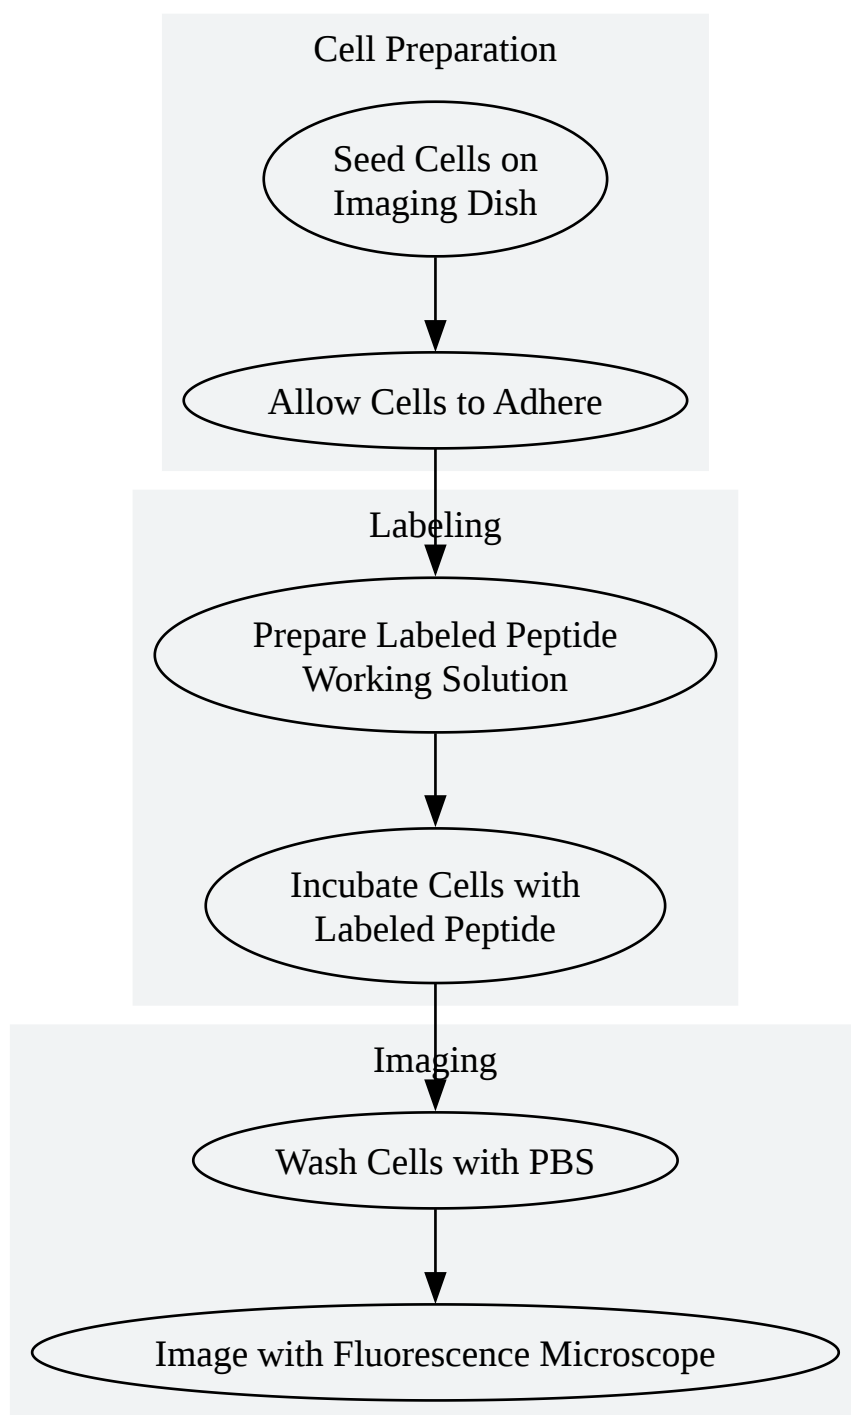 Cell Preparation
Seed Cells on
Imaging Dish
Allow Cells to Adhere
Labeling
Prepare Labeled Peptide
Working Solution
Incubate Cells with
Labeled Peptide
Imaging
Wash Cells with PBS
Image with Fluorescence Microscope